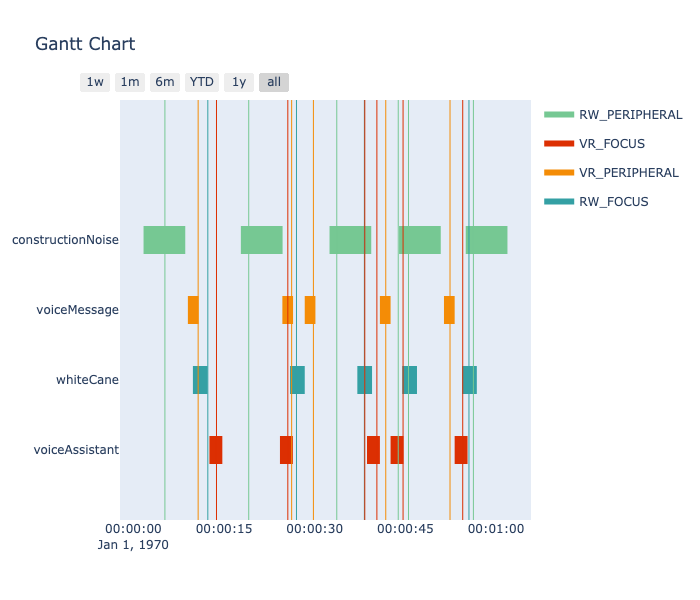 Gantt Chart
1w 1m 6m YTD 1y all
RW_PERIPHERAL
VR_FOCUS
VR_PERIPHERAL
RW_FOCUS
constructionNoise
voiceMessage
whiteCane
voiceAssistant
00:00:00 00:00:15 00:00:30 00:00:45 00:01:00
Jan 1, 1970